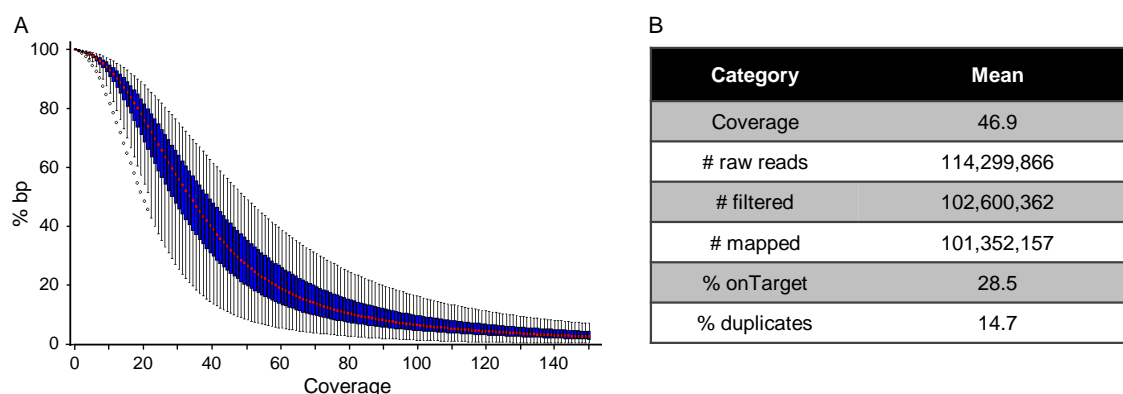 A
100
80
60
40
20
0
% bp
0 20 40 60 80 100 120 140
Coverage
B
Category Mean
Coverage 46.9
# raw reads 114,299,866
# filtered 102,600,362
# mapped 101,352,157
% onTarget 28.5
% duplicates 14.7